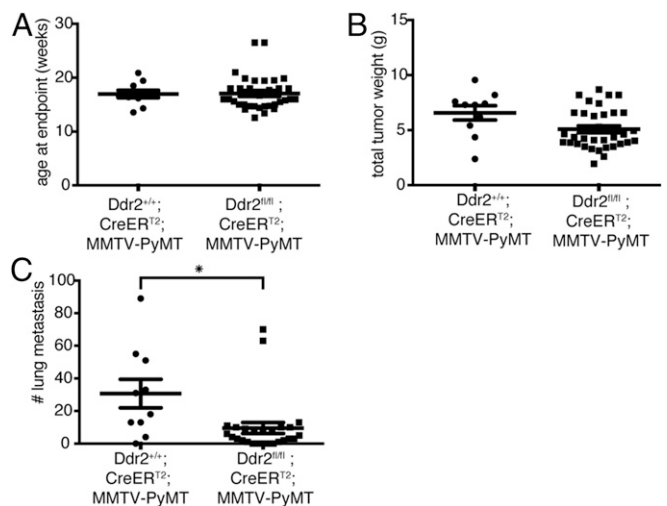 A
age at endpoint (weeks)
30
20
10
0
Ddr2+/+;
CreERT2;
MMTV-PyMT
Ddr2fl/fl ;
CreERT2;
MMTV-PyMT
B
total tumor weight (g)
15
10
5
0
Ddr2+/+;
CreERT2;
MMTV-PyMT
Ddr2fl/fl ;
CreERT2;
MMTV-PyMT
C
# lung metastasis
100
80
60
40
20
0
*
Ddr2+/+;
CreERT2;
MMTV-PyMT
Ddr2fl/fl ;
CreERT2;
MMTV-PyMT